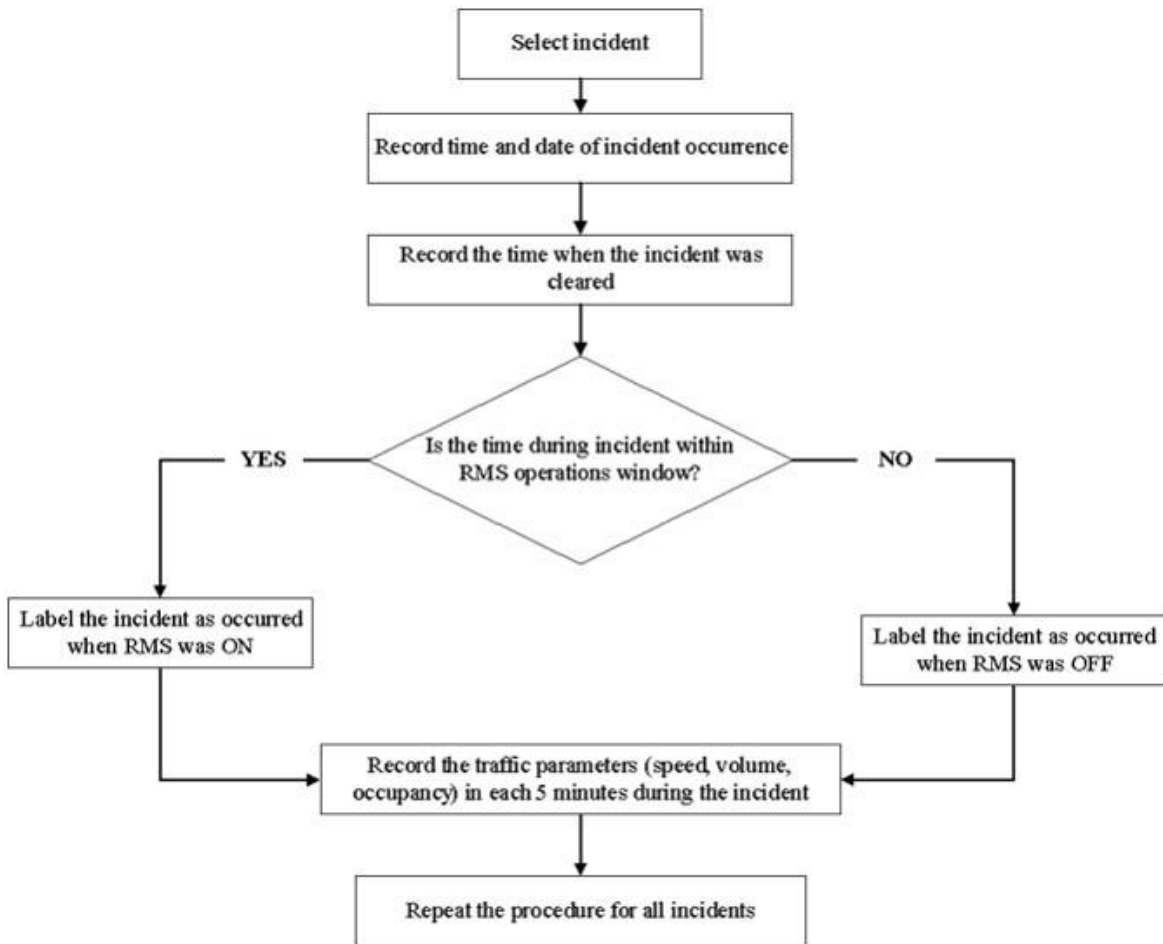 Select incident
Record time and date of incident occurrence
Record the time when the incident was
cleared
Is the time during incident within
RMS operations window?
YES
NO
Label the incident as occurred
when RMS was ON
Label the incident as occurred
when RMS was OFF
Record the traffic parameters (speed, volume,
occupancy) in each 5 minutes during the incident
Repeat the procedure for all incidents